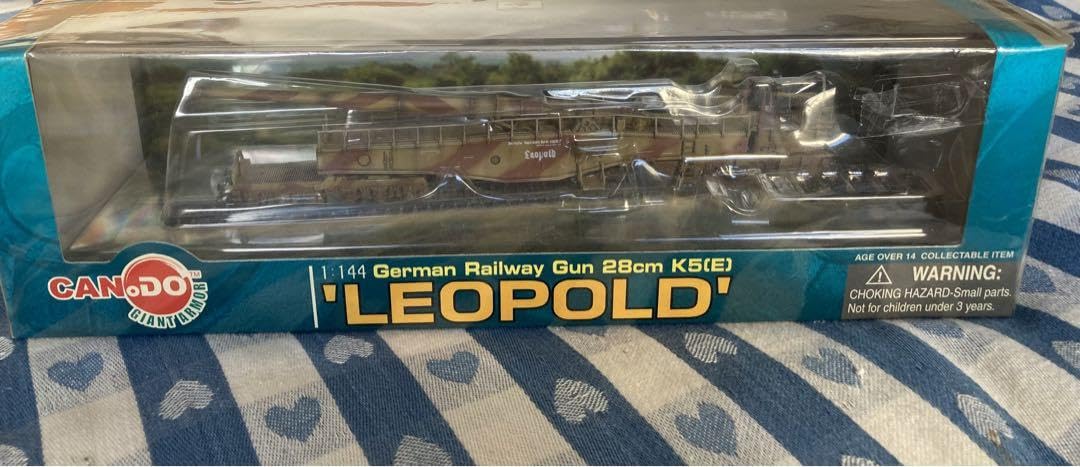 Leopold
CAN.DO™
GIANT ARMOR
1:144 German Railway Gun 28cm K5(E)
'LEOPOLD'
AGE OVER 14 COLLECTABLE ITEM
WARNING:
CHOKING HAZARD-Small parts.
Not for children under 3 years.